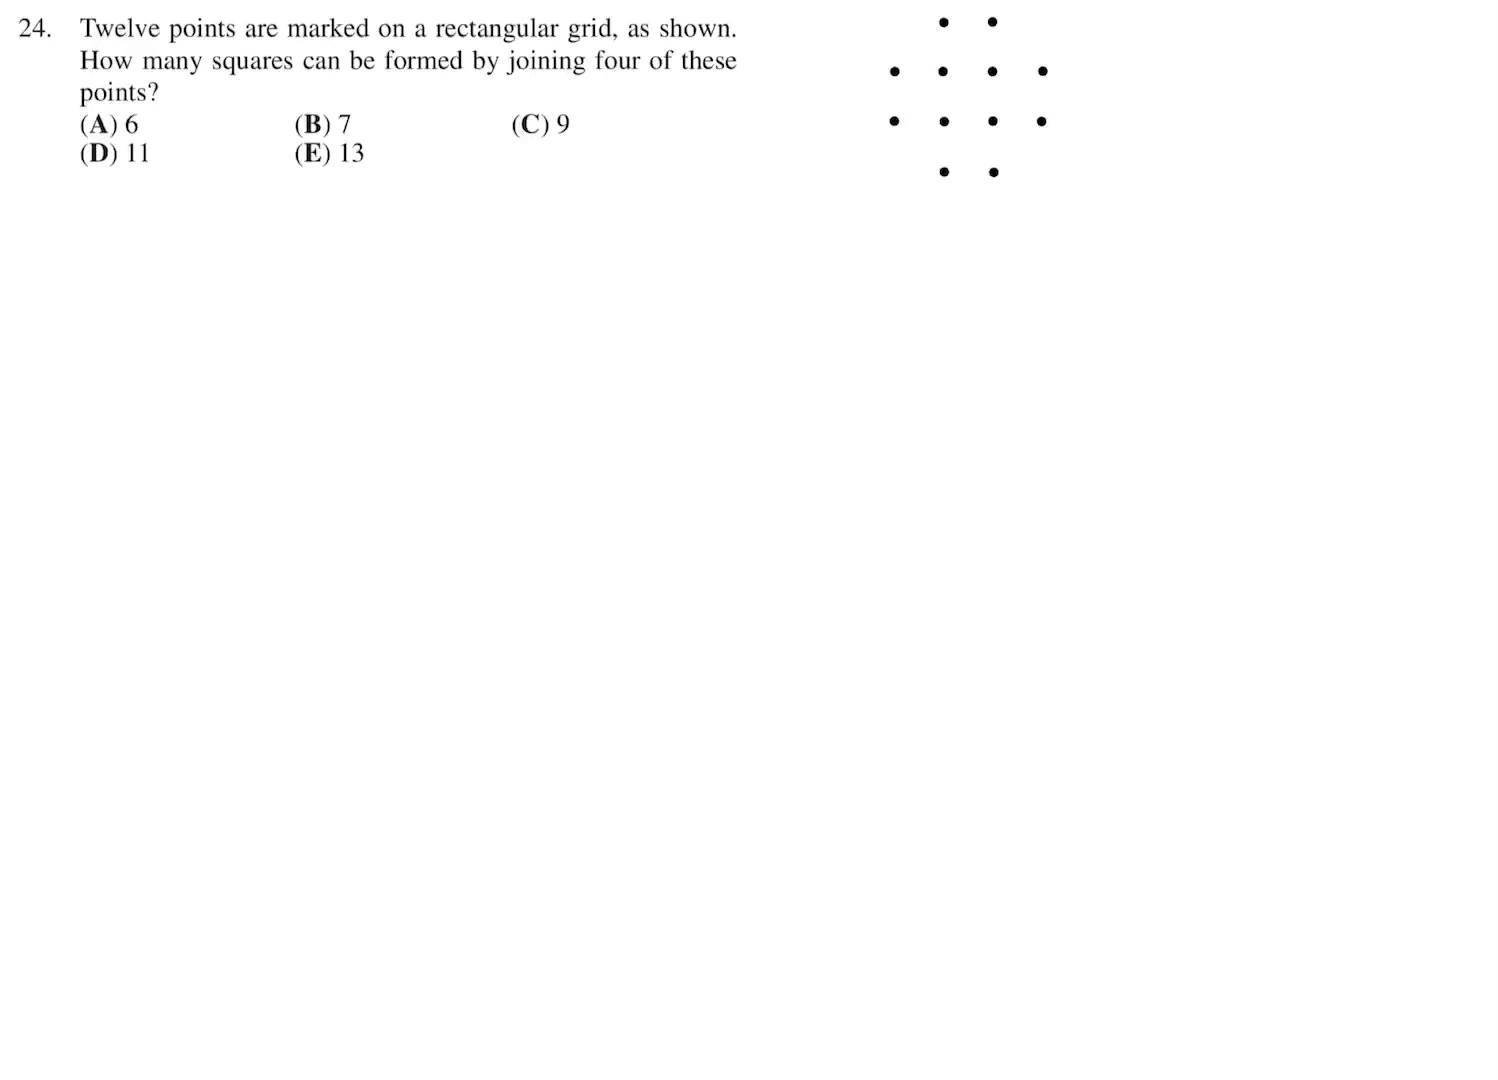 24. Twelve points are marked on a rectangular grid, as shown.
How many squares can be formed by joining four of these
points?
(A) 6 (B) 7 (C) 9
(D) 11 (E) 13